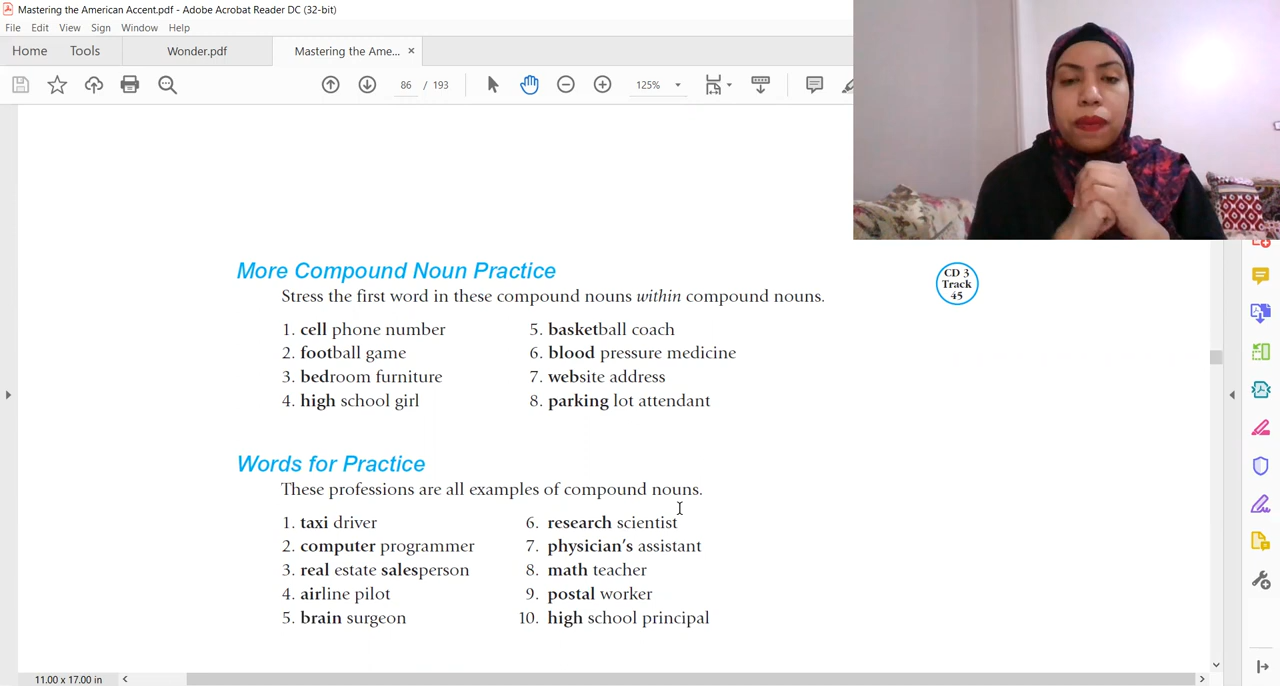 Mastering the American Accent.pdf - Adobe Acrobat Reader DC (32-bit)
File Edit View Sign Window Help
Home Tools Wonder.pdf Mastering the Ame... ×
86 / 193 125%
More Compound Noun Practice
CD 3
Track
45
Stress the first word in these compound nouns within compound nouns.
1. cell phone number
2. football game
3. bedroom furniture
4. high school girl
5. basketball coach
6. blood pressure medicine
7. website address
8. parking lot attendant
Words for Practice
These professions are all examples of compound nouns.
1. taxi driver
2. computer programmer
3. real estate salesperson
4. airline pilot
5. brain surgeon
6. research scientist
7. physician's assistant
8. math teacher
9. postal worker
10. high school principal
11.00 x 17.00 in